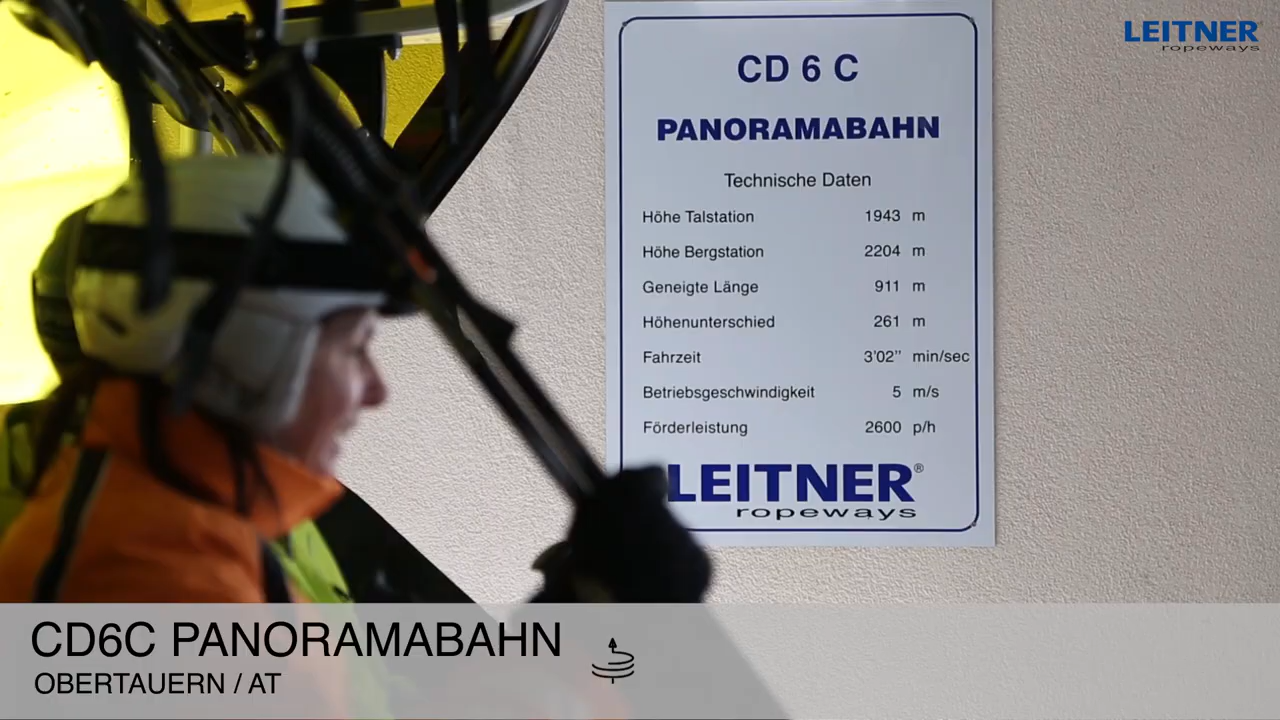 LEITNER®
ropeways
CD 6 C
PANORAMABAHN
Technische Daten
Höhe Talstation 1943 m
Höhe Bergstation 2204 m
Geneigte Länge 911 m
Höhenunterschied 261 m
Fahrzeit 3'02" min/sec
Betriebsgeschwindigkeit 5 m/s
Förderleistung 2600 p/h
LEITNER®
ropeways
CD6C PANORAMABAHN
OBERTAUERN / AT